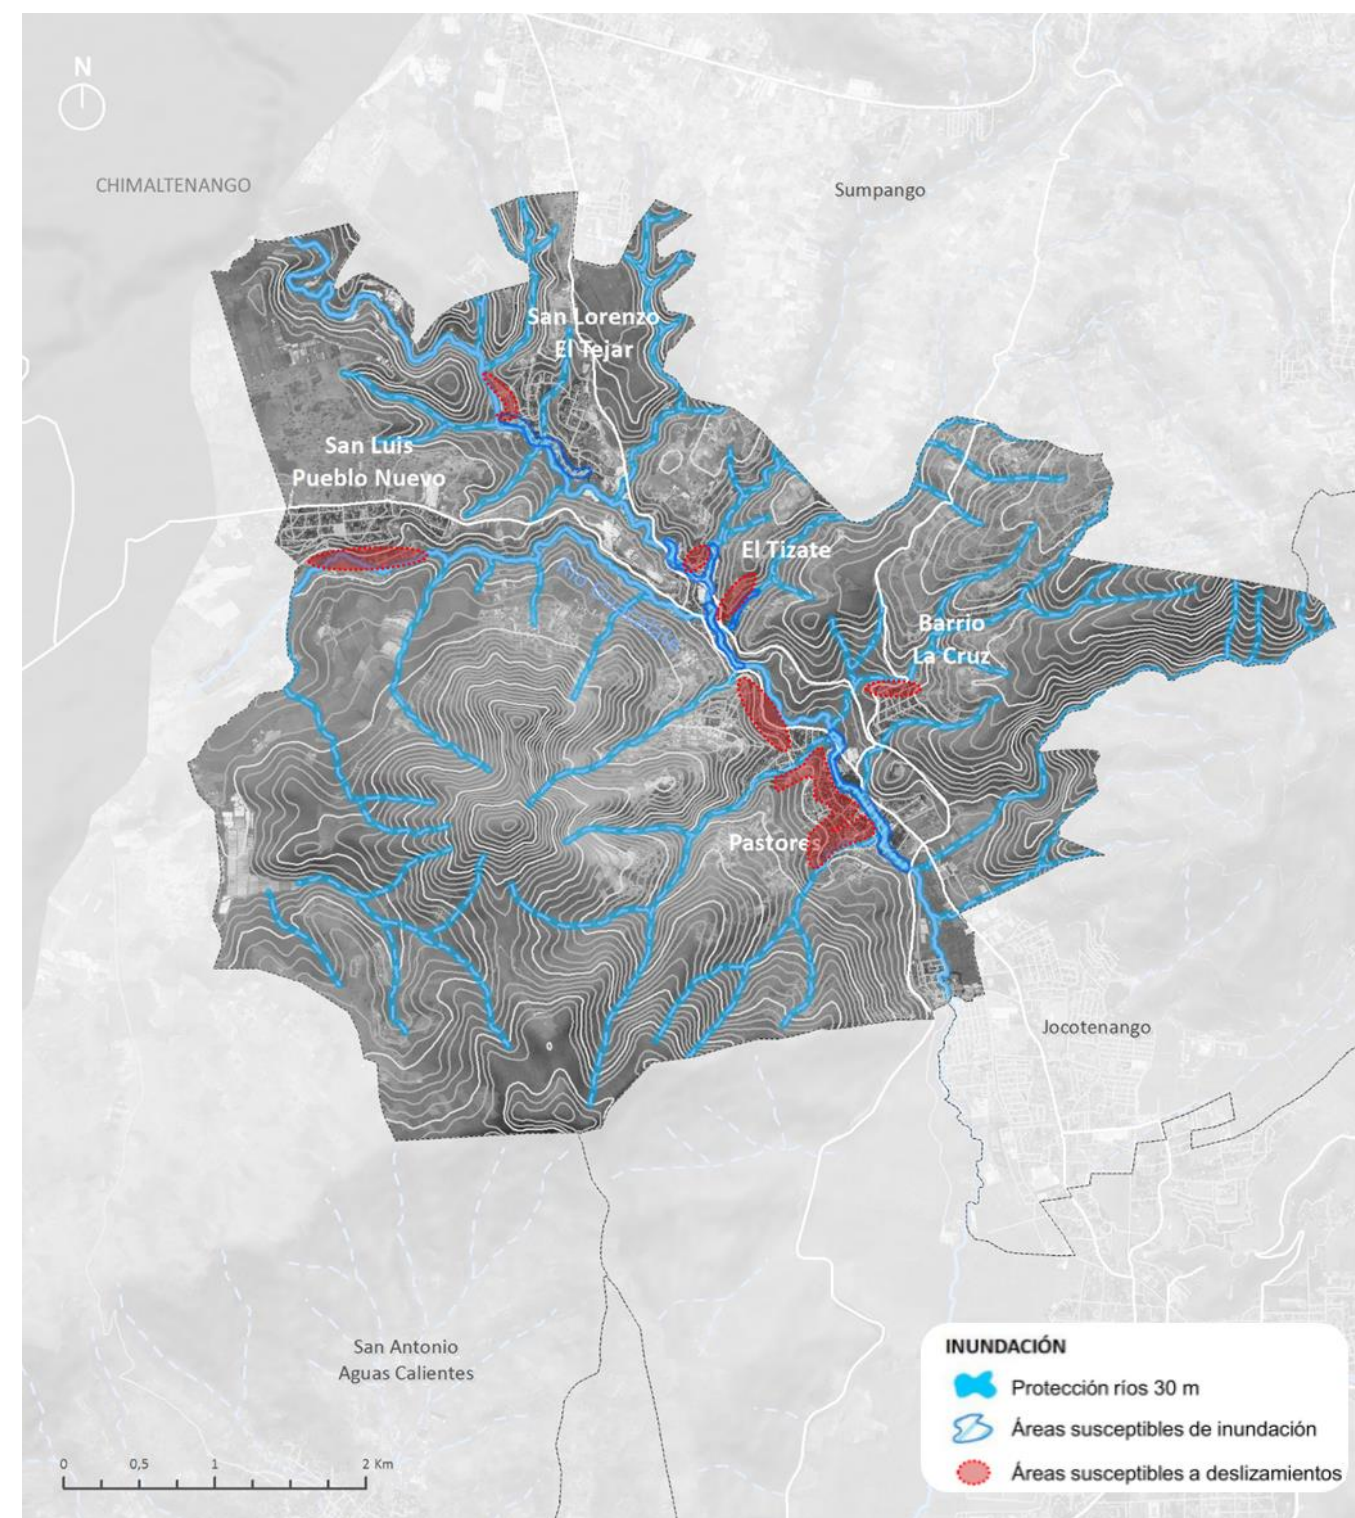 N
CHIMALTENANGO
Sumpango
San Lorenzo
El Tejar
San Luis
Pueblo Nuevo
El Tizate
Barrio
La Cruz
Pastores
Jocotenango
San Antonio
Aguas Calientes
INUNDACIÓN
Protección ríos 30 m
Áreas susceptibles de inundación
Áreas susceptibles a deslizamientos
0 0,5 1 2 Km